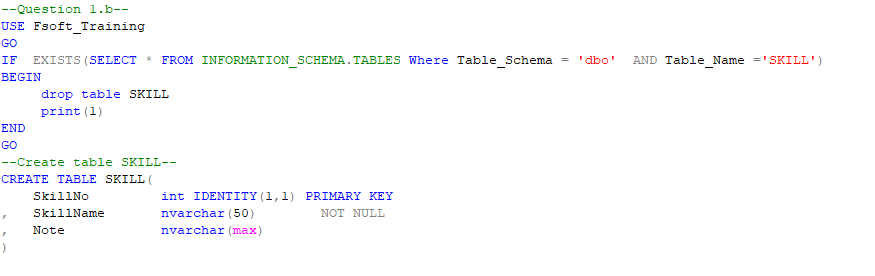 --Question 1.b--
USE Fsoft_Training
GO
IF  EXISTS(SELECT * FROM INFORMATION_SCHEMA.TABLES Where Table_Schema = 'dbo'  AND Table_Name ='SKILL')
BEGIN
     drop table SKILL
     print(1)
END
GO
--Create table SKILL--
CREATE TABLE SKILL(
    SkillNo         int IDENTITY(1,1) PRIMARY KEY
,   SkillName       nvarchar(50)        NOT NULL
,   Note            nvarchar(max)
)